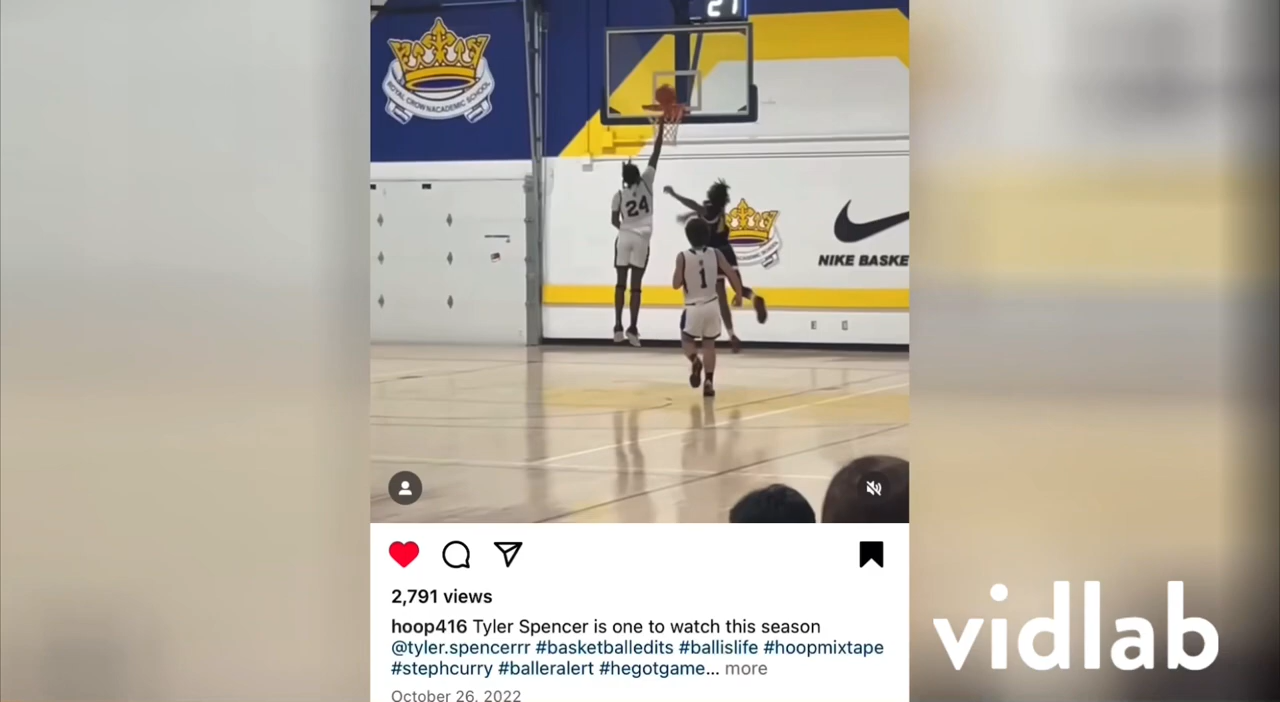 21
ROYAL CROWN ACADEMIC SCHOOL
24
1
NIKE BASKE
2,791 views
hoop416 Tyler Spencer is one to watch this season
@tyler.spencerrr #basketballedits #ballislife #hoopmixtape
#stephcurry #balleralert #hegotgame... more
October 26, 2022
vidlab